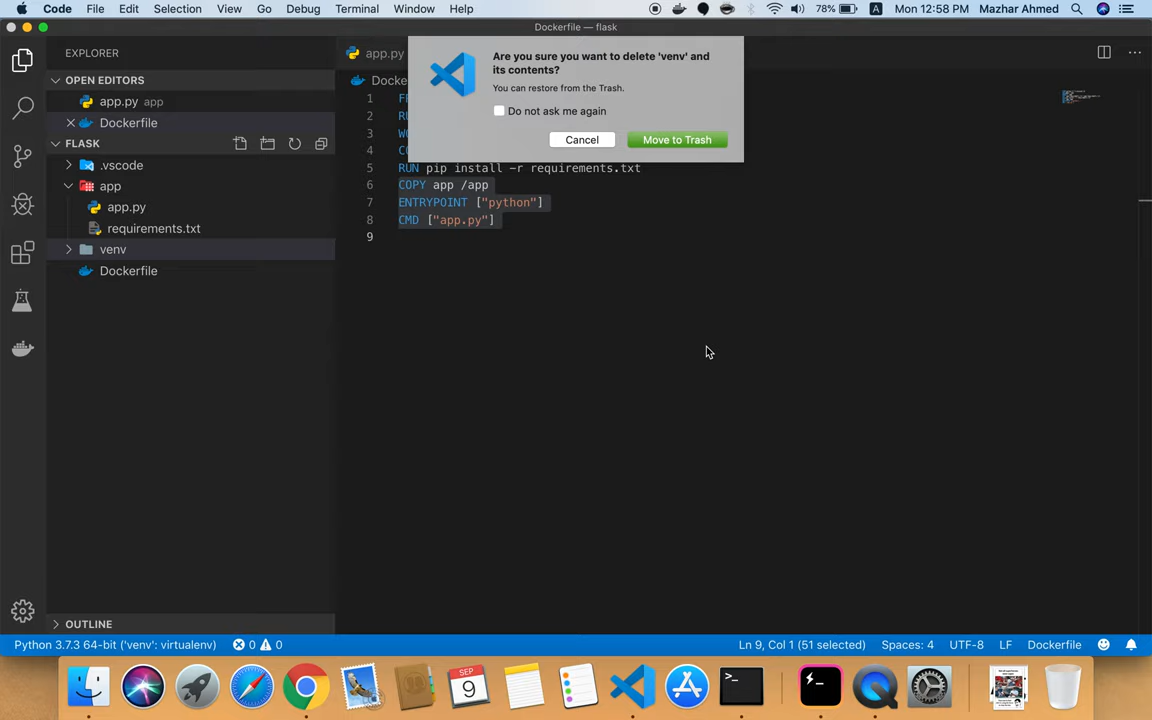 Code File Edit Selection View Go Debug Terminal Window Help 78% A Mon 12:58 PM Mazhar Ahmed
Dockerfile — flask
EXPLORER
OPEN EDITORS
app.py app
Dockerfile
FLASK
.vscode
app
app.py
requirements.txt
venv
Dockerfile
OUTLINE
app.py
Docke
Are you sure you want to delete 'venv' and
its contents?
You can restore from the Trash.
Do not ask me again
Cancel Move to Trash
1 F
2 R
3 W
4 C
5 RUN pip install -r requirements.txt
6 COPY app /app
7 ENTRYPOINT ["python"]
8 CMD ["app.py"]
9
Python 3.7.3 64-bit ('venv': virtualenv) 0 0 Ln 9, Col 1 (51 selected) Spaces: 4 UTF-8 LF Dockerfile
SEP
9